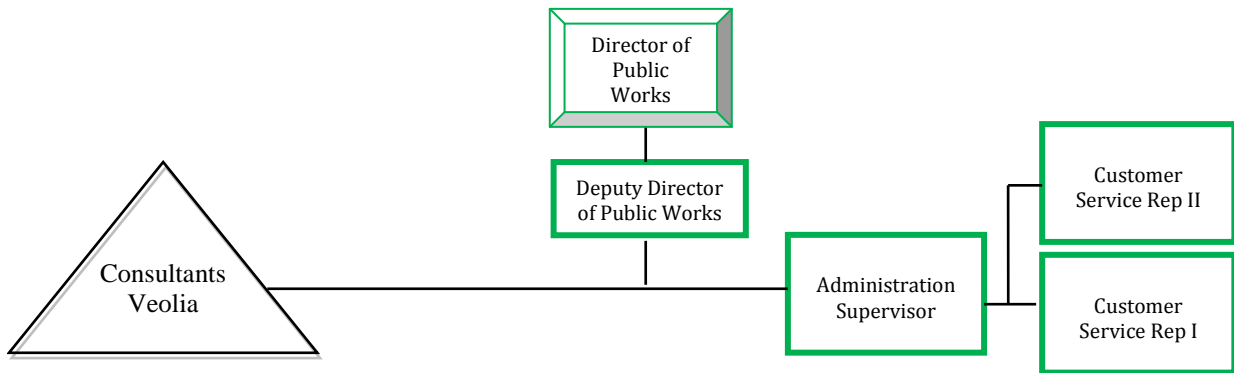 Director of
Public
Works
Deputy Director
of Public Works
Consultants
Veolia
Administration
Supervisor
Customer
Service Rep II
Customer
Service Rep I